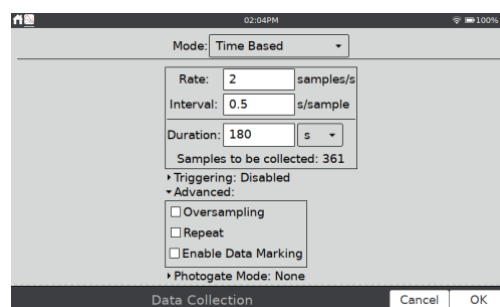 02:04PM 100%
Mode: Time Based
Rate: 2 samples/s
Interval: 0.5 s/sample
Duration: 180 s
Samples to be collected: 361
Triggering: Disabled
Advanced:
Oversampling
Repeat
Enable Data Marking
Photogate Mode: None
Data Collection Cancel OK